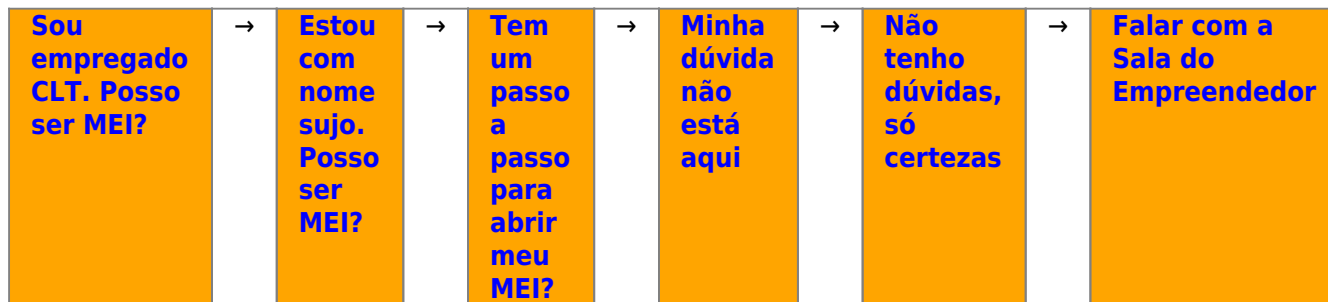 Sou
empregado
CLT. Posso
ser MEI?
→
Estou
com
nome
sujo.
Posso
ser
MEI?
→
Tem
um
passo
a
passo
para
abrir
meu
MEI?
→
Minha
dúvida
não
está
aqui
→
Não
tenho
dúvidas,
só
certezas
→
Falar com a
Sala do
Empreendedor